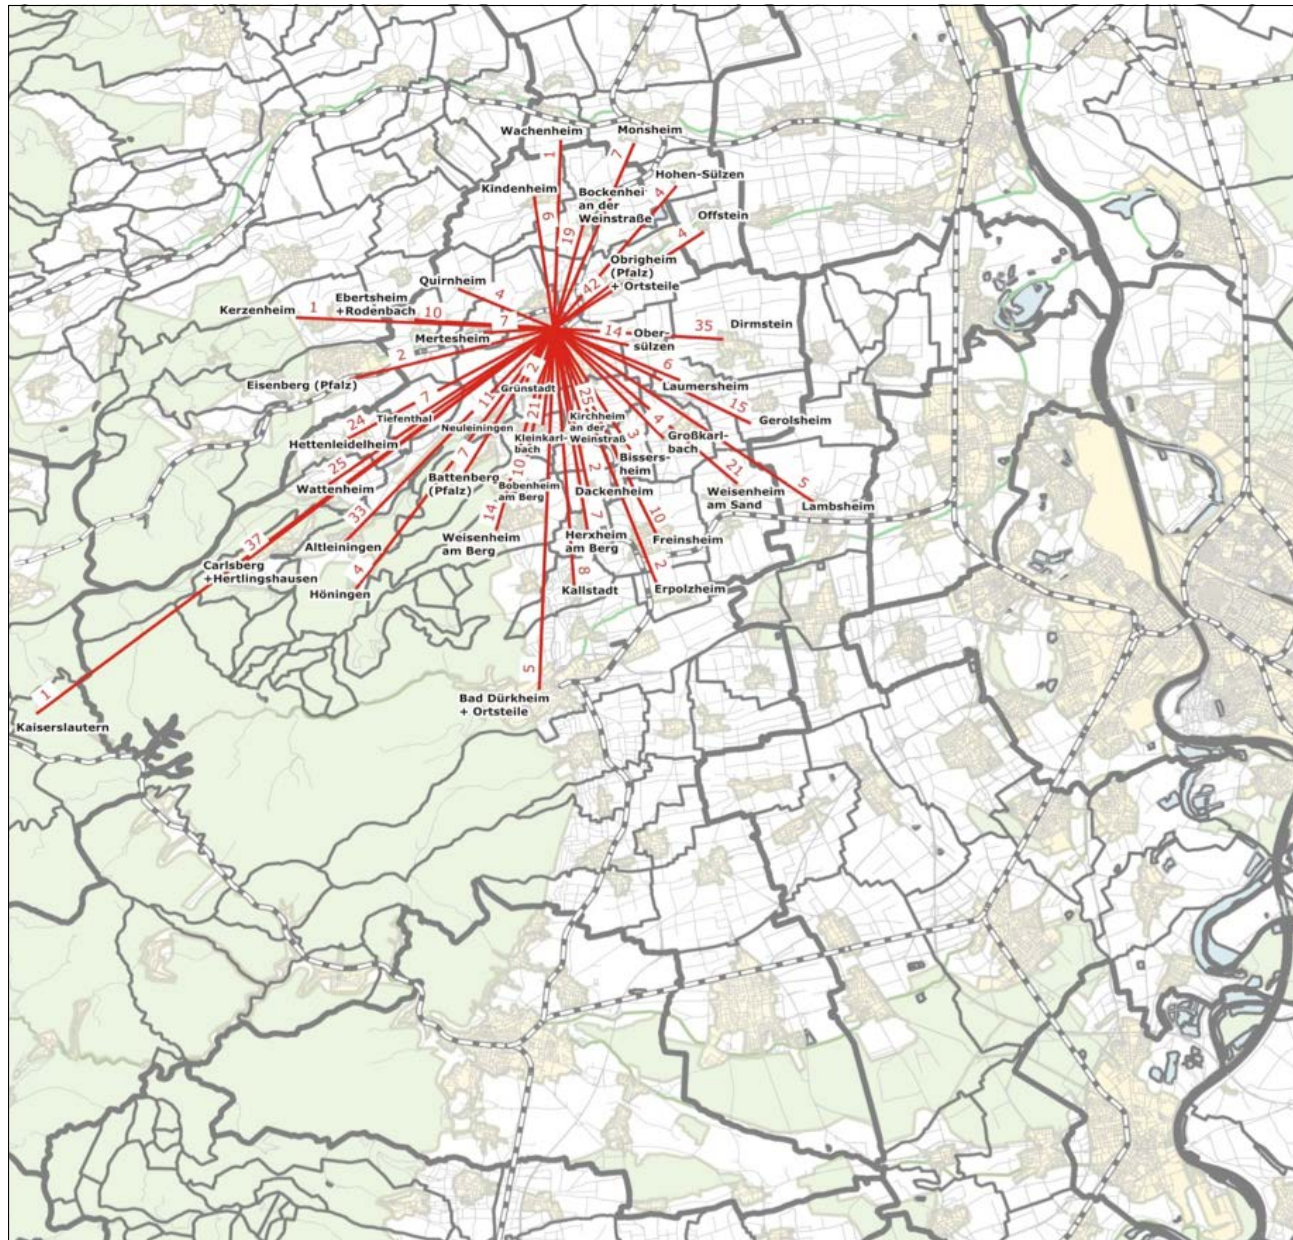 Wachenheim
Monsheim
1
7
Hohen-Sülzen
Kindenheim
4
Bockenhei
an der
Weinstraße
9
19
Offstein
4
Obrigheim
(Pfalz)
+ Ortsteile
42
Quirnheim
4
Ebertsheim
+Rodenbach
Kerzenheim
1
10
7
Mertesheim
14
Ober-
sülzen
35
Dirmstein
2
Eisenberg (Pfalz)
2
Grünstadt
6
Laumersheim
7
11
21
25
15
24
Tiefenthal
Neuleiningen
Kirchheim
an der
Weinstraß
4
Gerolsheim
Hettenleidelheim
Kleinkarl-
bach
3
Großkarl-
bach
25
7
10
2
Bissers-
heim
21
5
Wattenheim
Battenberg
(Pfalz)
Bobenheim
am Berg
Dackenheim
Weisenheim
am Sand
Lambsheim
33
14
7
10
37
Altleiningen
Weisenheim
am Berg
Herxheim
am Berg
Freinsheim
Carlsberg
+Hertlingshausen
4
8
2
Höningen
Kallstadt
Erpolzheim
5
1
Bad Dürkheim
+ Ortsteile
Kaiserslautern